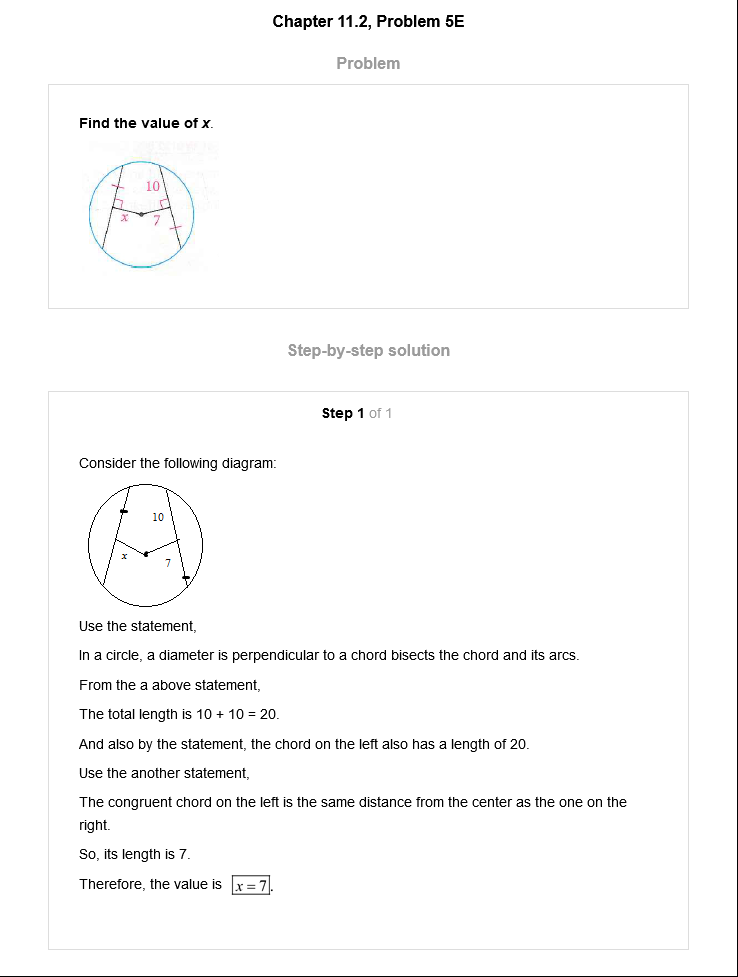 Chapter 11.2, Problem 5E
Problem
Find the value of x.
10
x
7
Step-by-step solution
Step 1 of 1
Consider the following diagram:
10
x
7
Use the statement,
In a circle, a diameter is perpendicular to a chord bisects the chord and its arcs.
From the a above statement,
The total length is 10 + 10 = 20.
And also by the statement, the chord on the left also has a length of 20.
Use the another statement,
The congruent chord on the left is the same distance from the center as the one on the
right.
So, its length is 7.
Therefore, the value is x = 7.